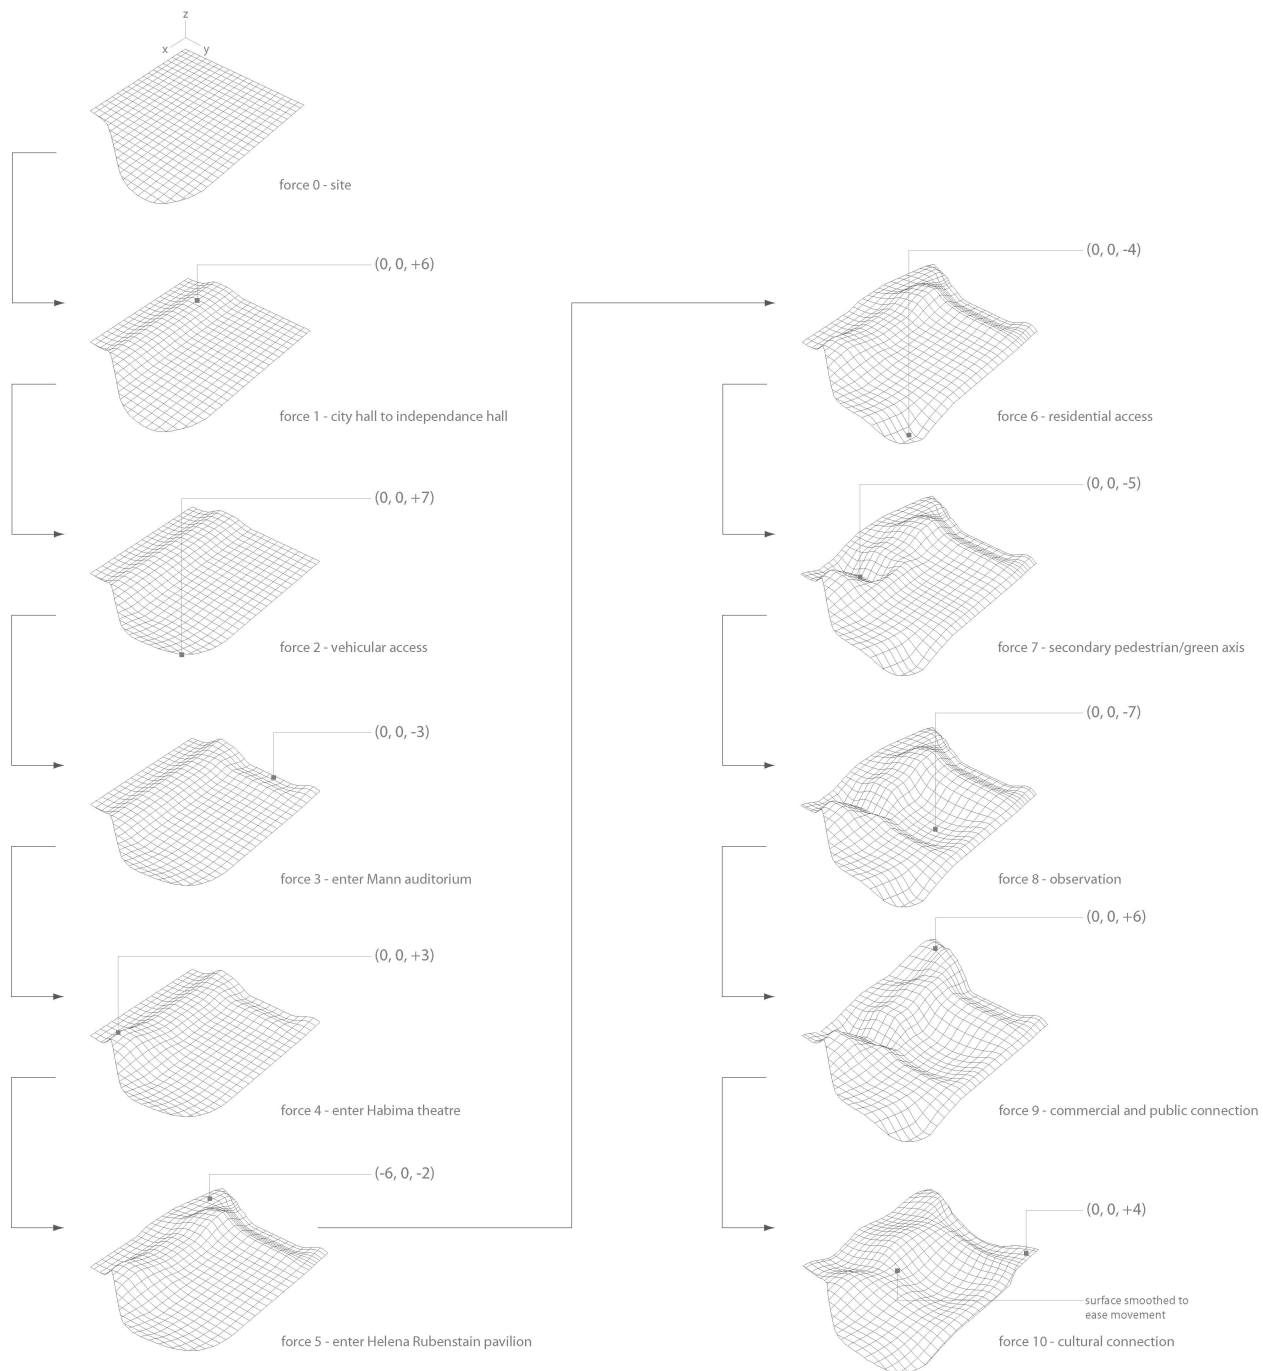 z
x
y
force 0 - site
(0, 0, +6)
force 1 - city hall to independance hall
(0, 0, +7)
force 2 - vehicular access
(0, 0, -3)
force 3 - enter Mann auditorium
(0, 0, +3)
force 4 - enter Habima theatre
(-6, 0, -2)
force 5 - enter Helena Rubenstain pavilion
(0, 0, -4)
force 6 - residential access
(0, 0, -5)
force 7 - secondary pedestrian/green axis
(0, 0, -7)
force 8 - observation
(0, 0, +6)
force 9 - commercial and public connection
(0, 0, +4)
surface smoothed to
ease movement
force 10 - cultural connection